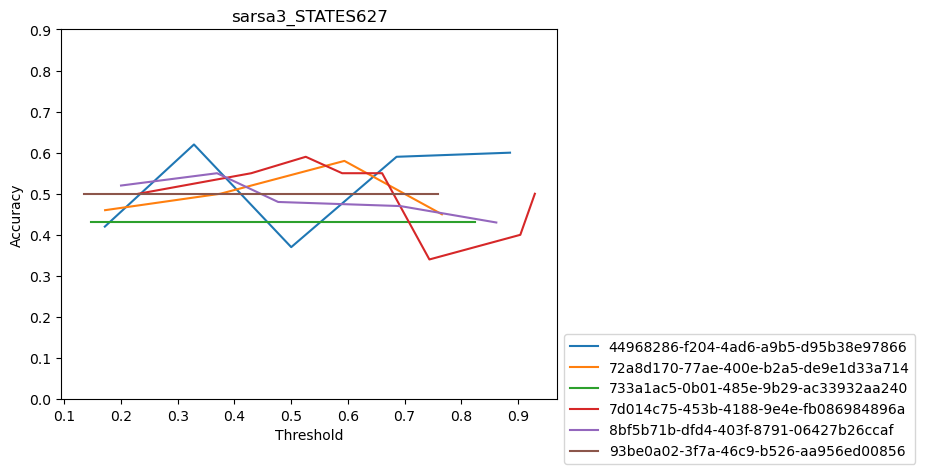 sarsa3_STATES627
0.9
0.8
0.7
0.6
0.5
0.4
0.3
0.2
0.1
0.0
Accuracy
0.1 0.2 0.3 0.4 0.5 0.6 0.7 0.8 0.9
Threshold
44968286-f204-4ad6-a9b5-d95b38e97866
72a8d170-77ae-400e-b2a5-de9e1d33a714
733a1ac5-0b01-485e-9b29-ac33932aa240
7d014c75-453b-4188-9e4e-fb086984896a
8bf5b71b-dfd4-403f-8791-06427b26ccaf
93be0a02-3f7a-46c9-b526-aa956ed00856